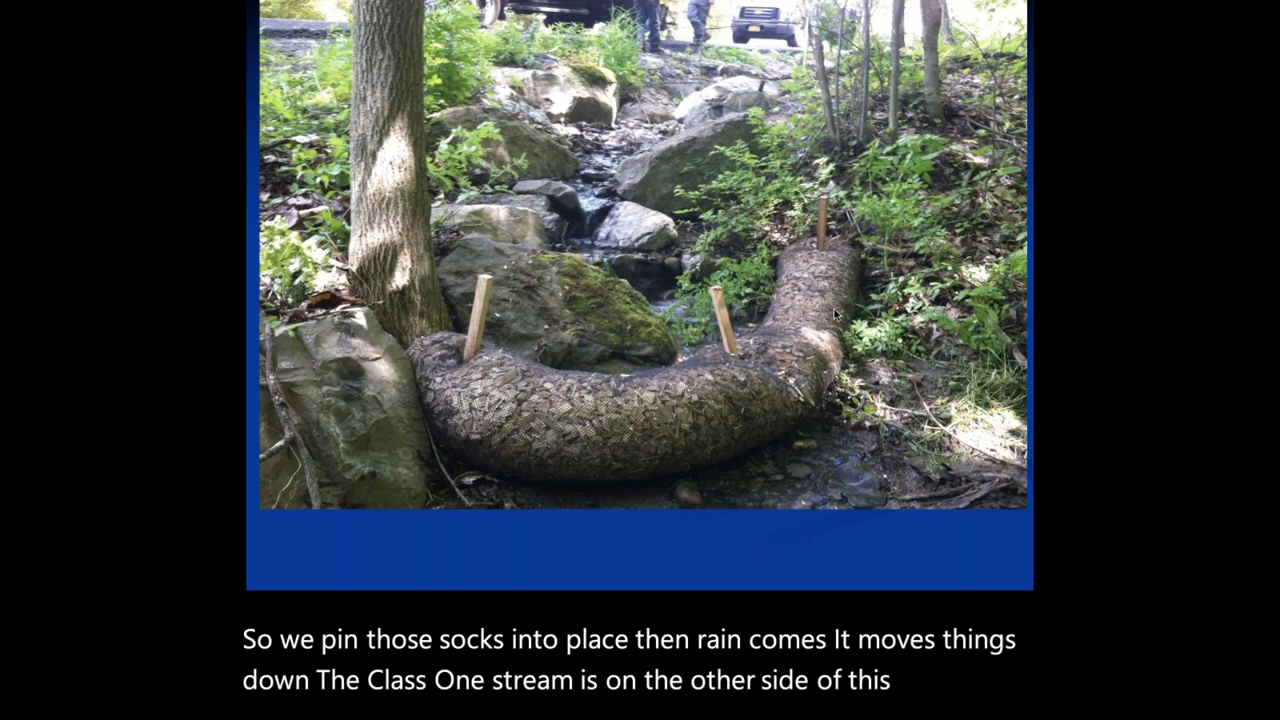 So we pin those socks into place then rain comes It moves things
down The Class One stream is on the other side of this